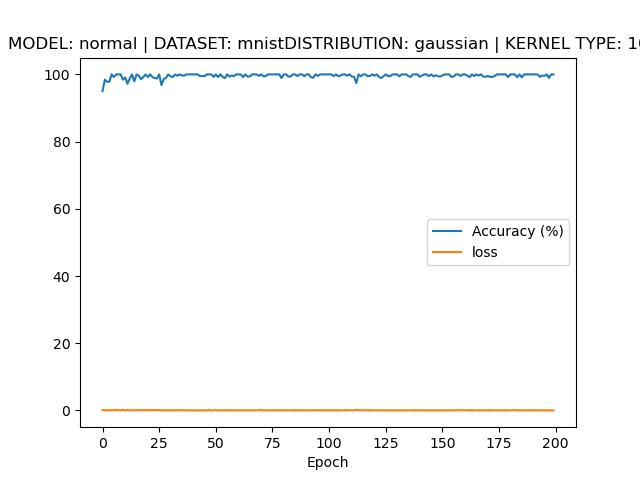 MODEL: normal | DATASET: mnistDISTRIBUTION: gaussian | KERNEL TYPE:
100
80
60
40
20
0
Accuracy (%)
loss
0 25 50 75 100 125 150 175 200
Epoch